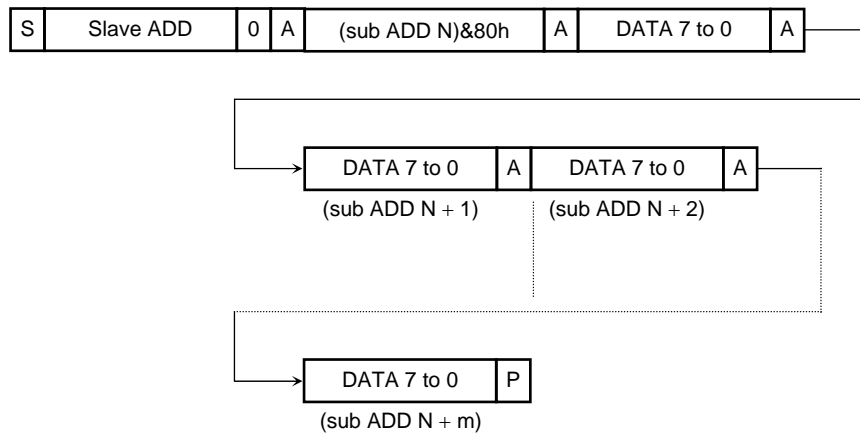 S Slave ADD 0 A (sub ADD N)&80h A DATA 7 to 0 A
DATA 7 to 0 A DATA 7 to 0 A
(sub ADD N + 1) (sub ADD N + 2)
DATA 7 to 0 P
(sub ADD N + m)